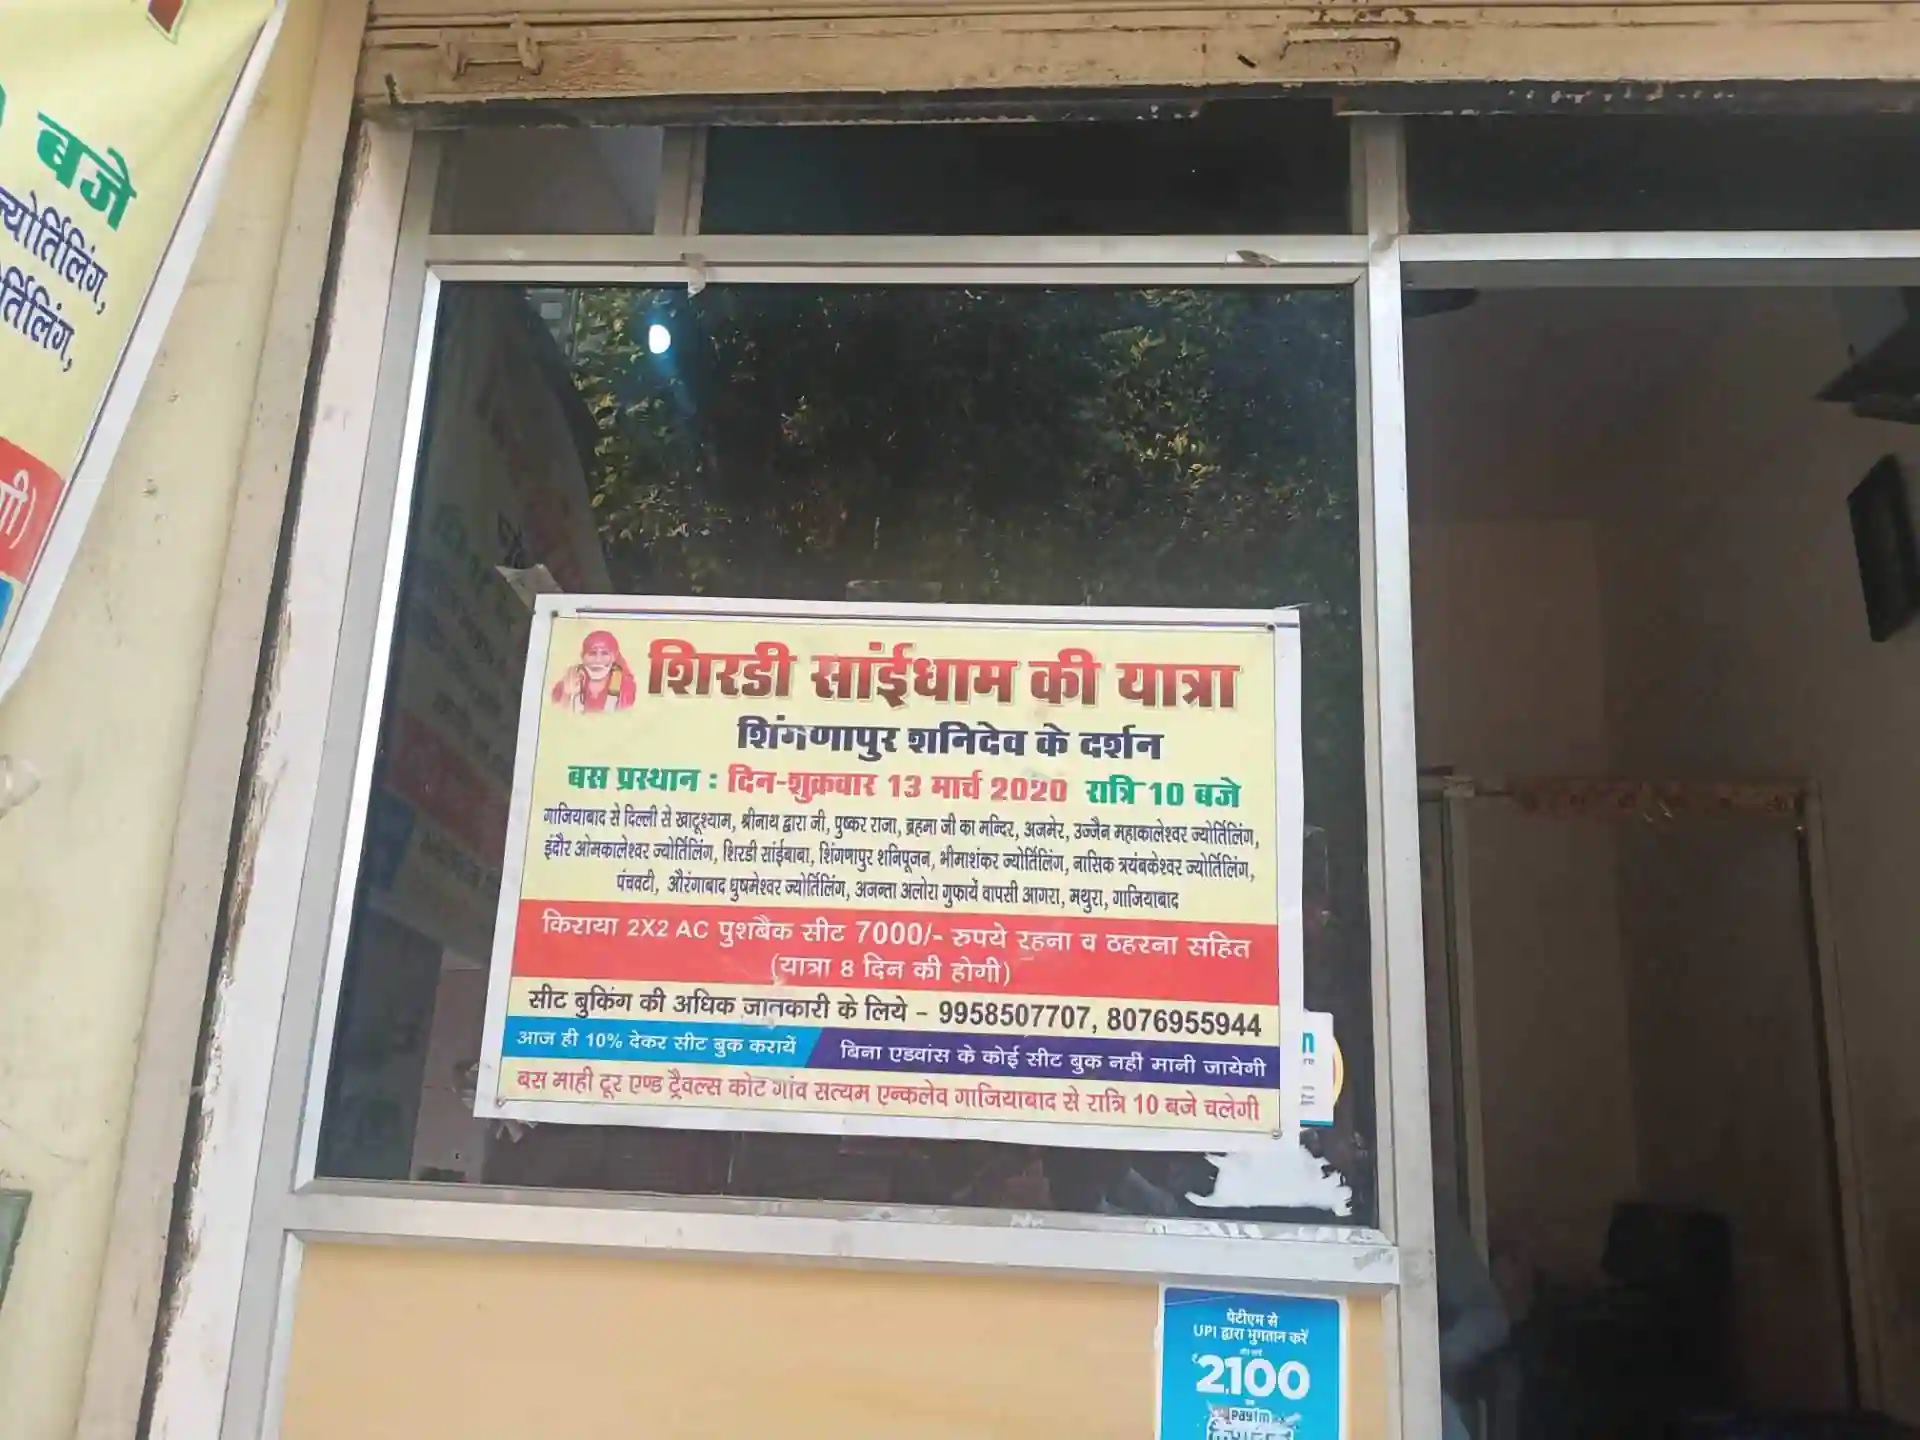 बजे
ज्योर्तिलिंग,
शिरडी सांईधाम की यात्रा
शिंगणापुर शनिदेव के दर्शन
बस प्रस्थान : दिन-शुक्रवार 13 मार्च 2020 रात्रि 10 बजे
गाजियाबाद से दिल्ली से खाटूश्याम, श्रीनाथ द्वारा जी, पुष्कर राजा, ब्रहमा जी का मन्दिर, अजमेर, उज्जैन महाकालेश्वर ज्योर्तिलिंग,
इंदौर ओमकालेश्वर ज्योर्तिलिंग, शिरडी सांईबाबा, शिंगणापुर शनिपूजन, भीमाशंकर ज्योर्तिलिंग, नासिक त्रयंबकेश्वर ज्योर्तिलिंग,
पंचवटी, औरंगाबाद घुषमेश्वर ज्योर्तिलिंग, अजन्ता अलोरा गुफायें वापसी आगरा, मथुरा, गाजियाबाद
किराया 2X2 AC पुशबैक सीट 7000/- रुपये रहना व ठहरना सहित
(यात्रा 8 दिन की होगी)
सीट बुकिंग की अधिक जानकारी के लिये - 9958507707, 8076955944
आज ही 10% देकर सीट बुक करायें बिना एडवांस के कोई सीट बुक नही मानी जायेगी
बस माही टूर एण्ड ट्रैवल्स कोट गांव सत्यम एन्कलेव गाजियाबाद से रात्रि 10 बजे चलेगी
पेटीएम से
UPI द्वारा भुगतान करें
₹2100
paytm